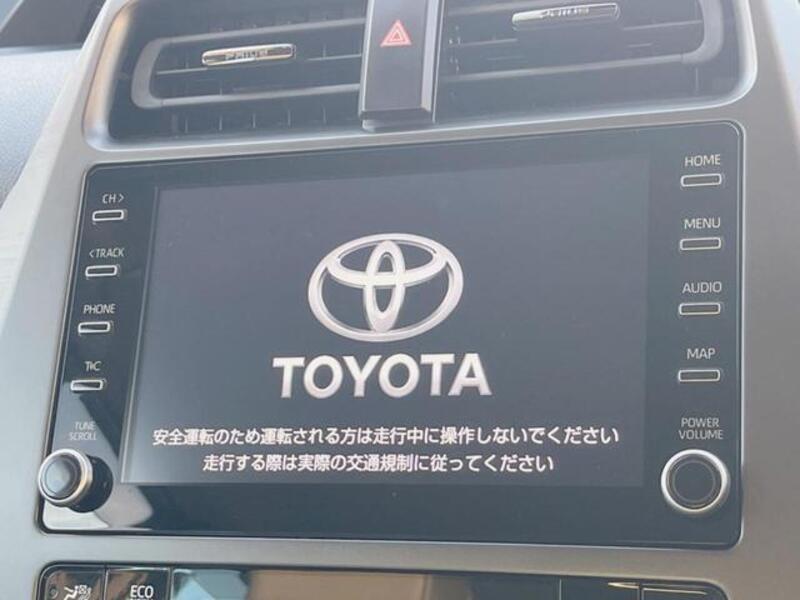 PRIUS
PRIUS
CH >
< TRACK
PHONE
T\C
TUNE
SCROLL
HOME
MENU
AUDIO
MAP
POWER
VOLUME
TOYOTA
安全運転のため運転される方は走行中に操作しないでください
走行する際は実際の交通規制に従ってください
ECO